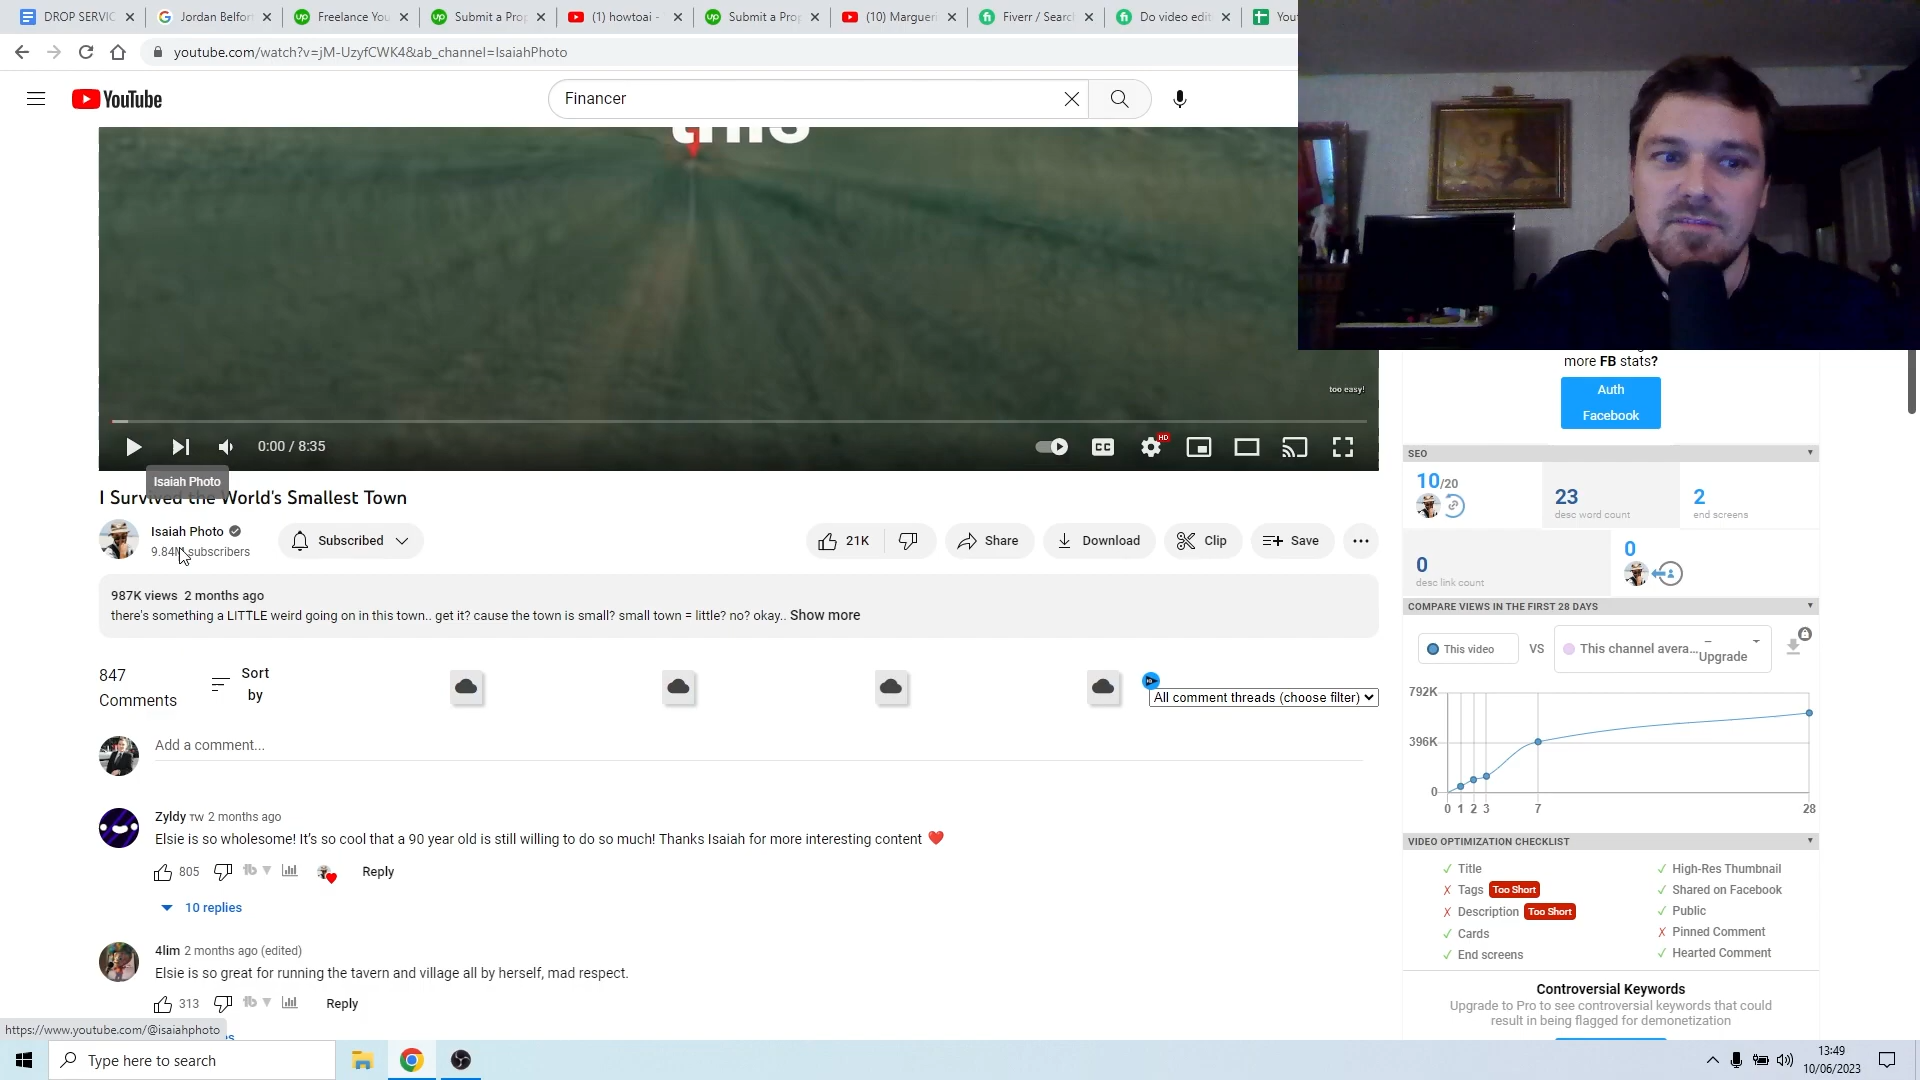 DROP SERVIC
Jordan Belfor
Freelance You
Submit a Prop
(1) howtoai -
Submit a Prop
(10) Margueri
Fiverr / Search
Do video edit
You
youtube.com/watch?v=jM-UzyfCWK4&ab_channel=IsaiahPhoto
YouTube
Financer
this
too easy!
0:00 / 8:35
CC
HD
Isaiah Photo
I Survived the World's Smallest Town
Isaiah Photo
9.84M subscribers
Subscribed
21K
Share
Download
Clip
Save
987K views 2 months ago
there's something a LITTLE weird going on in this town.. get it? cause the town is small? small town = little? no? okay.. Show more
847
Comments
Sort
by
All comment threads (choose filter)
Add a comment...
Zyldy TW 2 months ago
Elsie is so wholesome! It's so cool that a 90 year old is still willing to do so much! Thanks Isaiah for more interesting content ❤️
805
Reply
10 replies
4lim 2 months ago (edited)
Elsie is so great for running the tavern and village all by herself, mad respect.
313
Reply
https://www.youtube.com/@isaiahphoto
more FB stats?
Auth
Facebook
SEO
10/20
23
desc word count
2
end screens
0
desc link count
0
COMPARE VIEWS IN THE FIRST 28 DAYS
This video
VS
This channel avera...
– Upgrade
792K
396K
0
0 1 2 3 7 28
VIDEO OPTIMIZATION CHECKLIST
✓ Title
✗ Tags Too Short
✗ Description Too Short
✓ Cards
✓ End screens
✓ High-Res Thumbnail
✓ Shared on Facebook
✓ Public
✗ Pinned Comment
✓ Hearted Comment
Controversial Keywords
Upgrade to Pro to see controversial keywords that could
result in being flagged for demonetization
Type here to search
13:49
10/06/2023